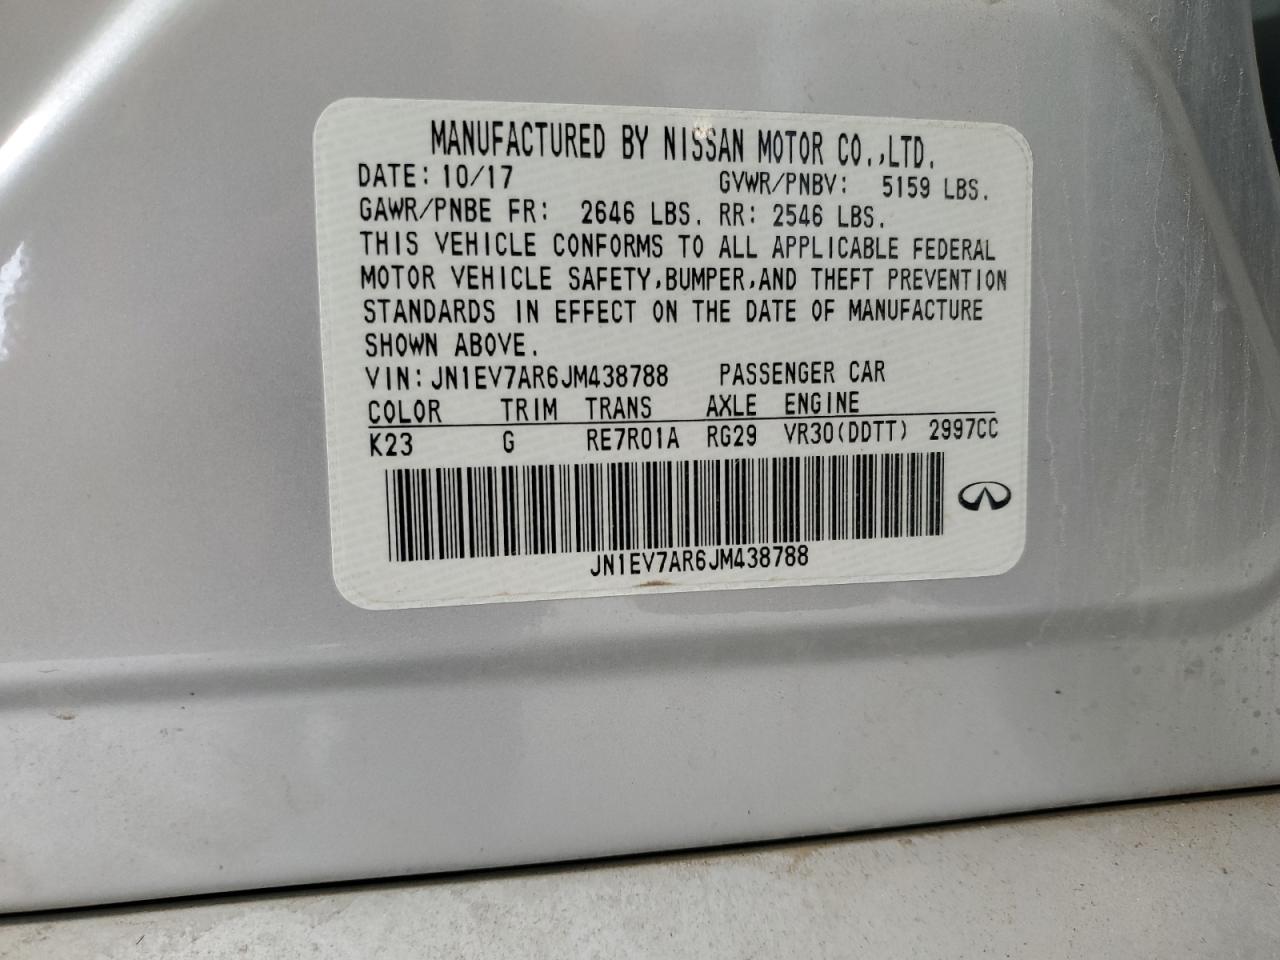 MANUFACTURED BY NISSAN MOTOR CO.,LTD.
DATE: 10/17 GVWR/PNBV: 5159 LBS.
GAWR/PNBE FR: 2646 LBS. RR: 2546 LBS.
THIS VEHICLE CONFORMS TO ALL APPLICABLE FEDERAL
MOTOR VEHICLE SAFETY,BUMPER,AND THEFT PREVENTION
STANDARDS IN EFFECT ON THE DATE OF MANUFACTURE
SHOWN ABOVE.
VIN: JN1EV7AR6JM438788 PASSENGER CAR
COLOR TRIM TRANS AXLE ENGINE
K23 G RE7R01A RG29 VR30(DDTT) 2997CC
JN1EV7AR6JM438788